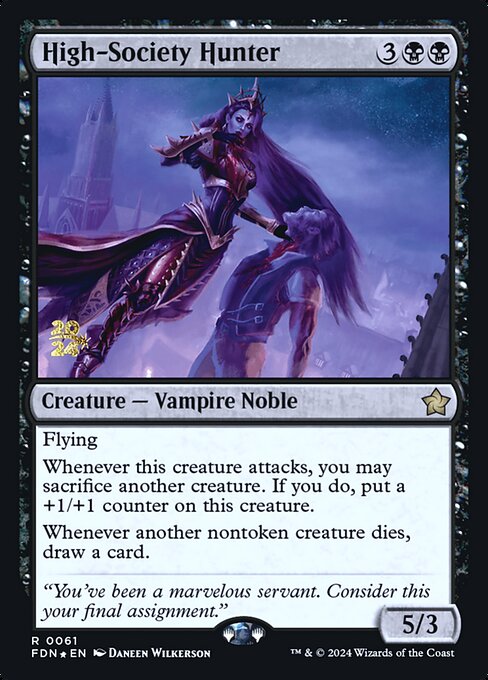 High-Society Hunter 3
2024
Creature — Vampire Noble
Flying
Whenever this creature attacks, you may
sacrifice another creature. If you do, put a
+1/+1 counter on this creature.
Whenever another nontoken creature dies,
draw a card.
“You’ve been a marvelous servant. Consider this
your final assignment.”
5/3
R 0061
FDN★EN DANEEN WILKERSON ™ & © 2024 Wizards of the Coast